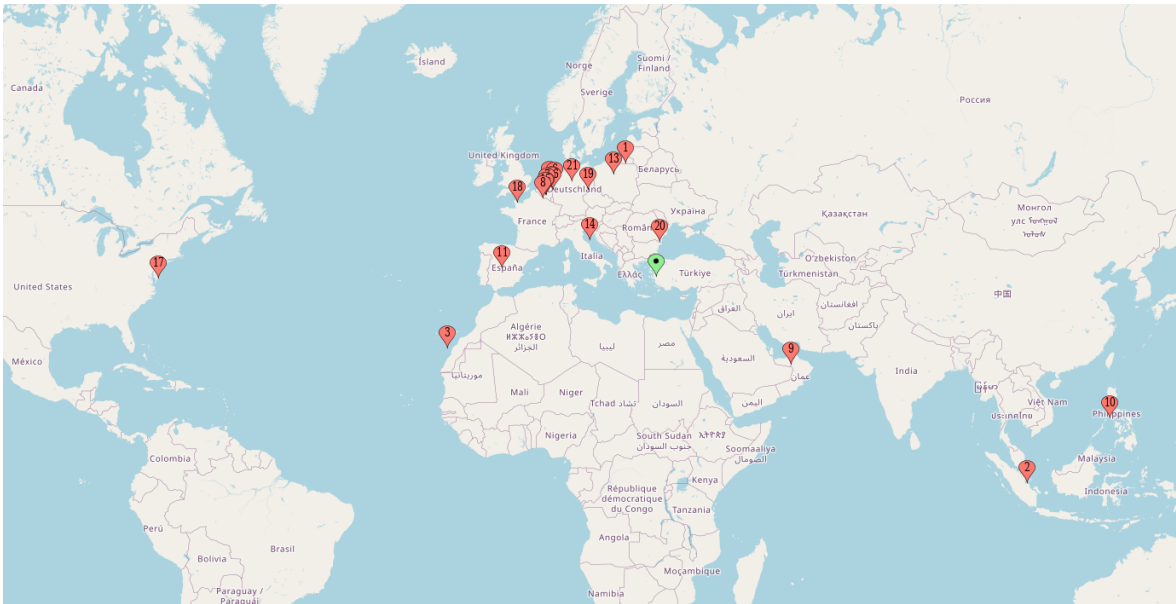 Ísland
Suomi /
Finland
Norge
Sverige
Canada
Россия
1
United Kingdom
13
Беларусь
21
19
18
8
Deutschland
Қазақстан
Монгол
улс
Україна
France
14
20
Români
11
España
Italia
O'zbekiston
17
Ελλάς
Türkiye
Türkmenistan
United States
中国
افغانستان
العراق
ایران
Algérie
ⵍⵣⵣⴰⵢⴻⵔ
الجزائر
3
ليبيا
مصر
پاکستان
9
السعودية
México
موريتانيا
عمان
India
Mali
Niger
Tchad تشاد
السودان
اليمن
Việt Nam
10
ประเทศไทย
Philippines
Nigeria
South Sudan
جنوب السودان
Soomaaliya
الصومال
Colombia
Malaysia
2
Kenya
République
démocratique
du Congo
Indonesia
Tanzania
Perú
Angola
Brasil
Bolivia
Moçambique
Namibia
Paraguay /
Paraguái